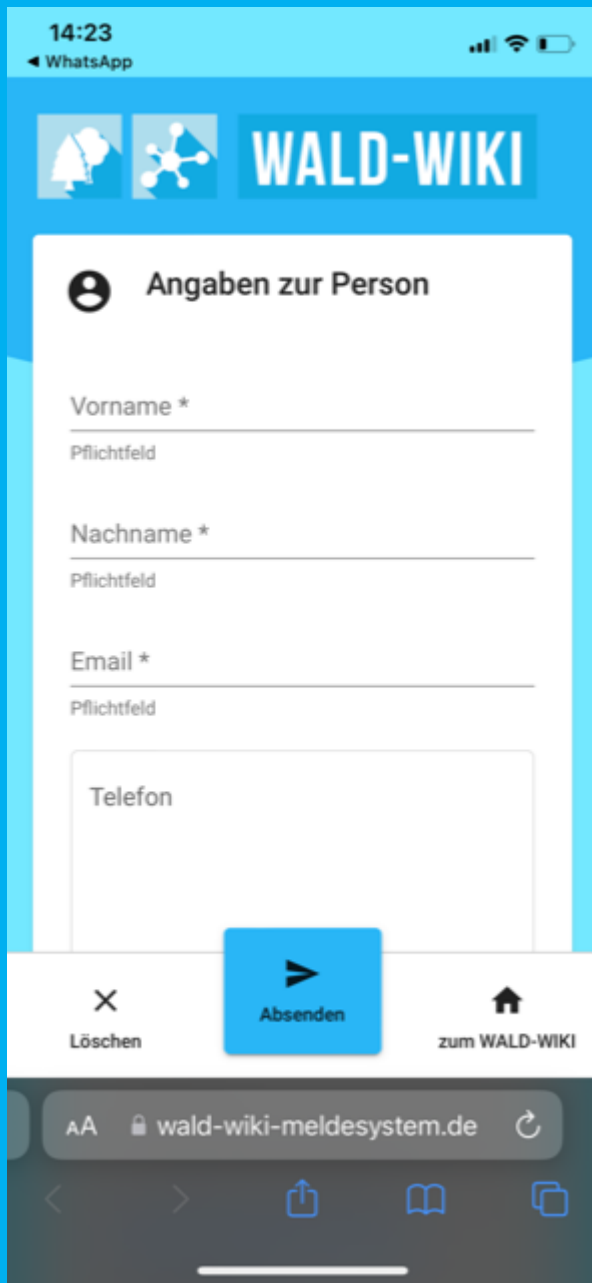 14:23
◀ WhatsApp
WALD-WIKI
Angaben zur Person
Vorname *
Pflichtfeld
Nachname *
Pflichtfeld
Email *
Pflichtfeld
Telefon
Löschen
Absenden
zum WALD-WIKI
AA wald-wiki-meldesystem.de